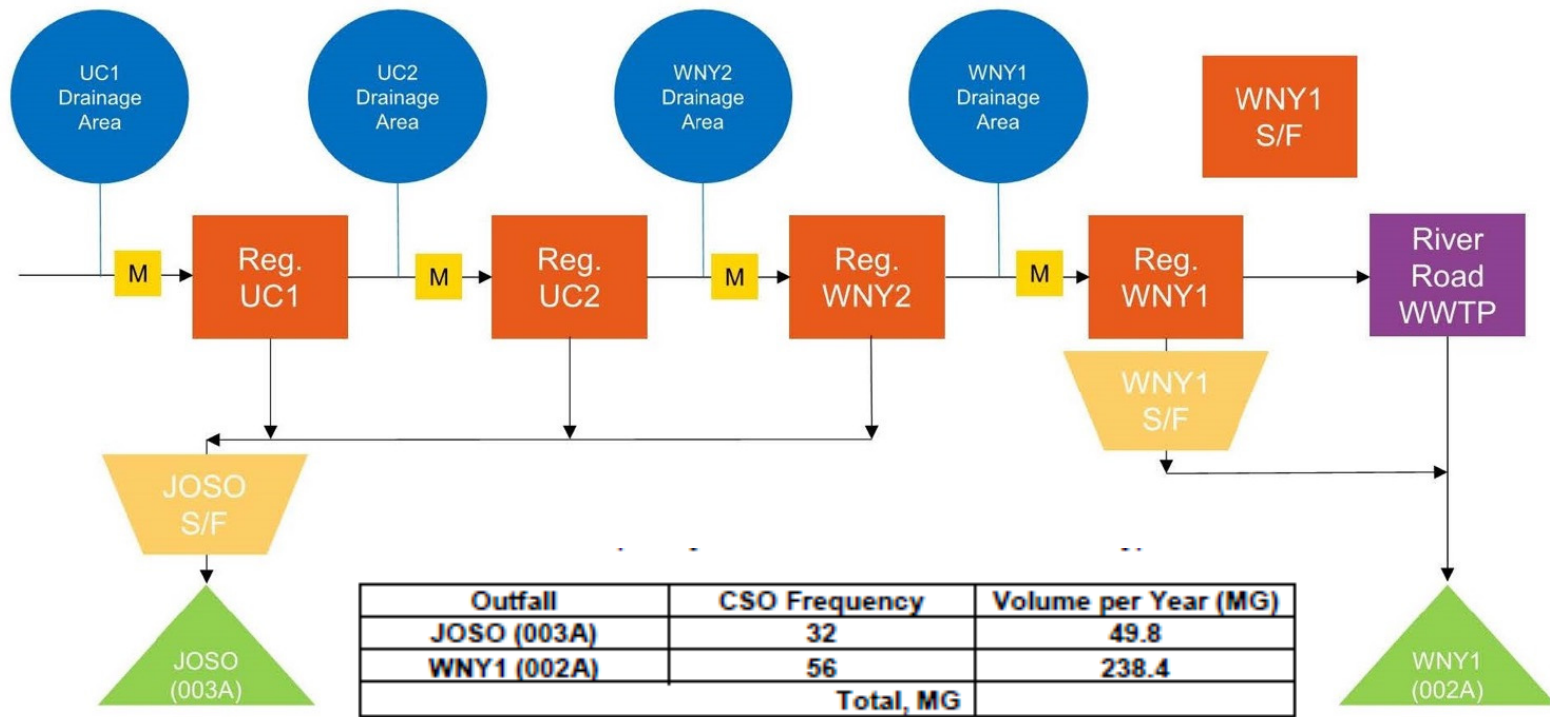 UC1
Drainage
Area
UC2
Drainage
Area
WNY2
Drainage
Area
WNY1
Drainage
Area
WNY1
S/F
M
Reg.
UC1
M
Reg.
UC2
M
Reg.
WNY2
M
Reg.
WNY1
River
Road
WWTP
WNY1
S/F
JOSO
S/F
Outfall CSO Frequency Volume per Year (MG)
JOSO (003A) 32 49.8
WNY1 (002A) 56 238.4
Total, MG
JOSO
(003A)
WNY1
(002A)